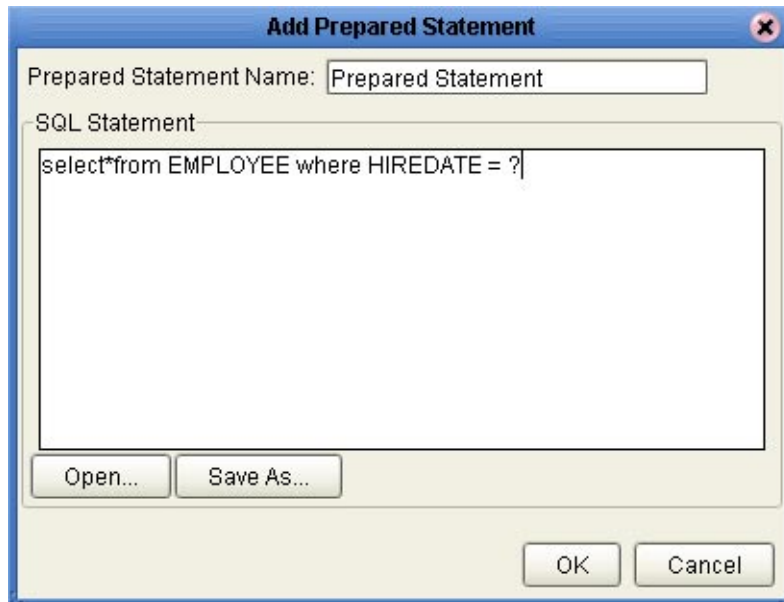 Add Prepared Statement
Prepared Statement Name: Prepared Statement
SQL Statement
select*from EMPLOYEE where HIREDATE = ?
Open... Save As...
OK Cancel